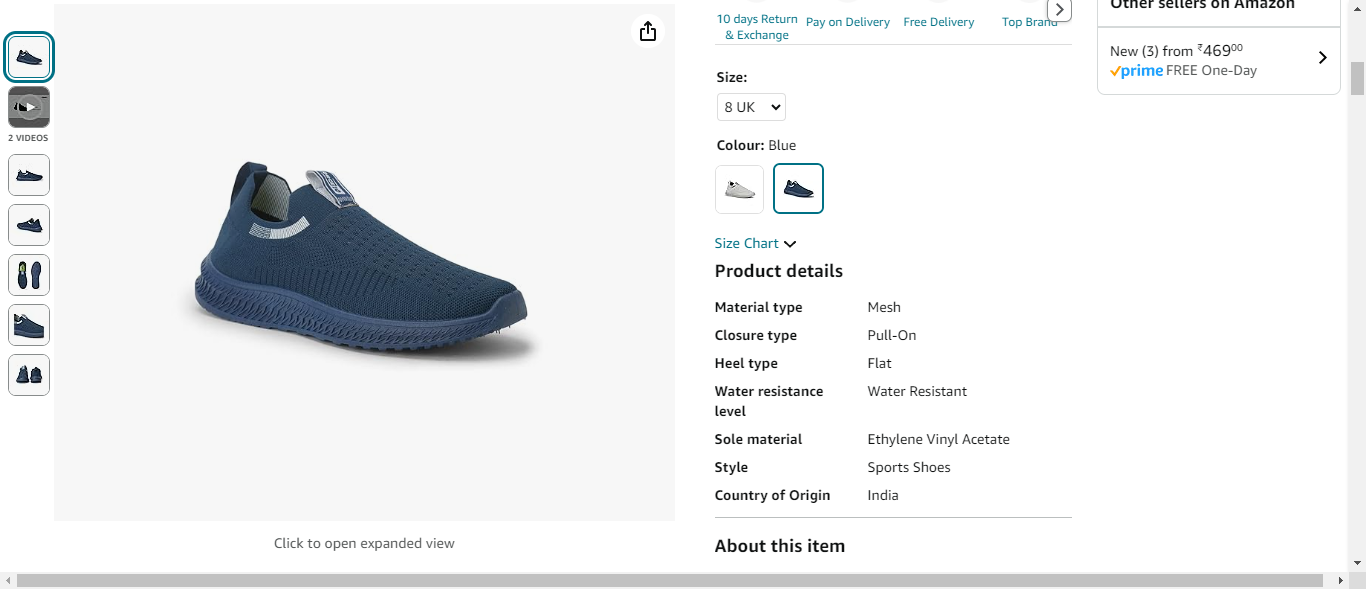 2 VIDEOS
Click to open expanded view
10 days Return
& Exchange
Pay on Delivery
Free Delivery
Top Brand
Size:
8 UK
Colour: Blue
Size Chart
Product details
Material type Mesh
Closure type Pull-On
Heel type Flat
Water resistance
level
Water Resistant
Sole material Ethylene Vinyl Acetate
Style Sports Shoes
Country of Origin India
About this item
Other sellers on Amazon
New (3) from ₹46900
prime FREE One-Day